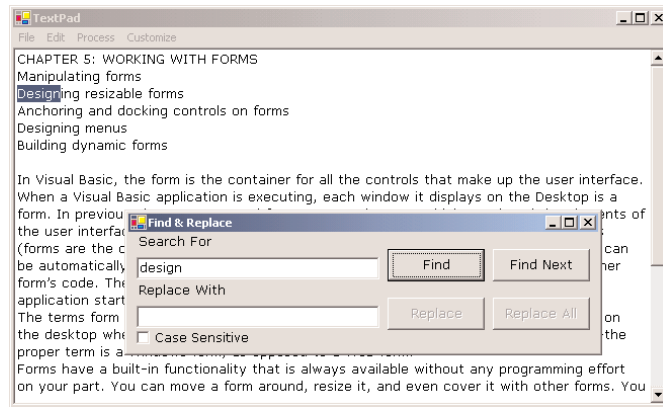 TextPad
File Edit Process Customize
CHAPTER 5: WORKING WITH FORMS
Manipulating forms
Designing resizable forms
Anchoring and docking controls on forms
Designing menus
Building dynamic forms
In Visual Basic, the form is the container for all the controls that make up the user interface.
When a Visual Basic application is executing, each window it displays on the Desktop is a
form. In previou
ents of
the user interfac
(forms are the c
can
be automatically
her
form's code. The
application start
The terms form
on
the desktop whe
the
proper term is a
Forms have a built-in functionality that is always available without any programming effort
on your part. You can move a form around, resize it, and even cover it with other forms. You
Find & Replace
Search For
design
Find
Find Next
Replace With
Replace
Replace All
Case Sensitive